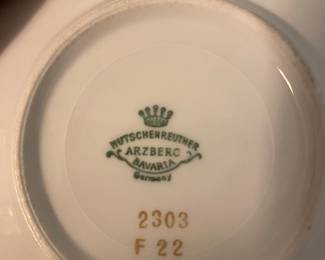 HUTSCHENREUTHER
ARZBERG
BAVARIA
Germany
2303
F 22